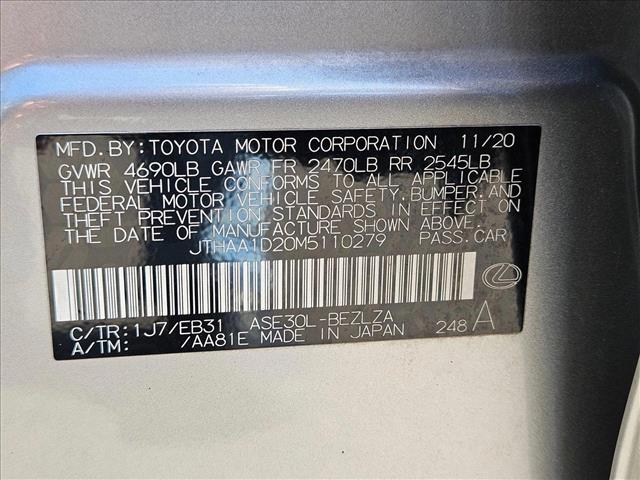 MFD.BY:TOYOTA MOTOR CORPORATION 11/20
GVWR 4690LB GAWR FR 2470LB RR 2545LB
THIS VEHICLE CONFORMS TO ALL APPLICABLE
FEDERAL MOTOR VEHICLE SAFETY,BUMPER,AND
THEFT PREVENTION STANDARDS IN EFFECT ON
THE DATE OF MANUFACTURE SHOWN ABOVE.
JTHAA1D20M5110279 PASS.CAR
C/TR:1J7/EB31 ASE30L-BEZLZA 248 A
A/TM: /AA81E MADE IN JAPAN